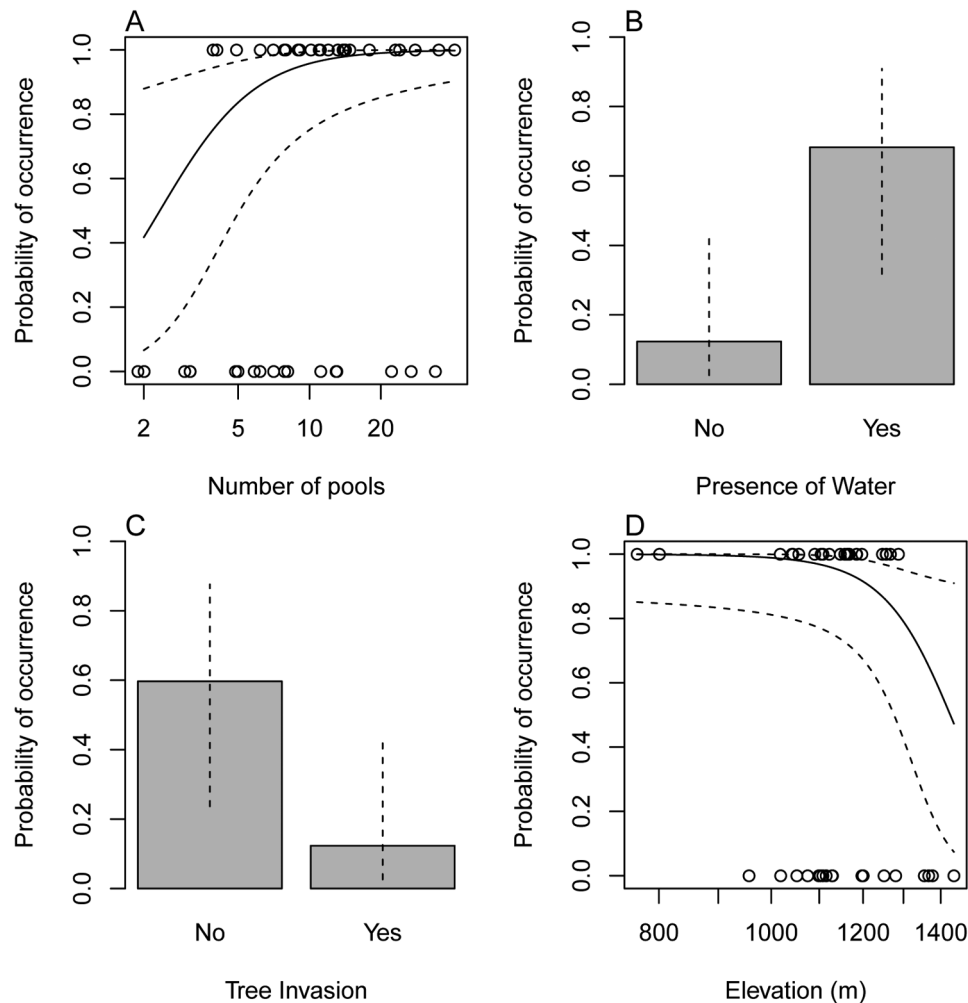 A
Probability of occurrence
0.0 0.2 0.4 0.6 0.8 1.0
2 5 10 20
Number of pools
B
Probability of occurrence
0.0 0.2 0.4 0.6 0.8 1.0
No Yes
Presence of Water
C
Probability of occurrence
0.0 0.2 0.4 0.6 0.8 1.0
No Yes
Tree Invasion
D
Probability of occurrence
0.0 0.2 0.4 0.6 0.8 1.0
800 1000 1200 1400
Elevation (m)